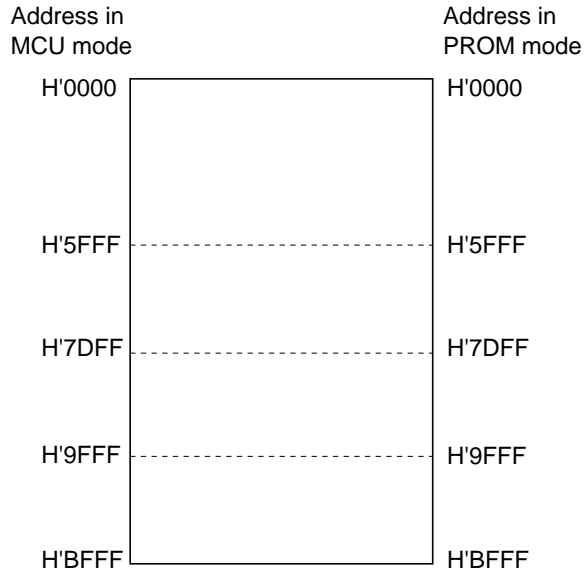 Address in
MCU mode
Address in
PROM mode
H'0000
H'0000
H'5FFF
H'5FFF
H'7DFF
H'7DFF
H'9FFF
H'9FFF
H'BFFF
H'BFFF